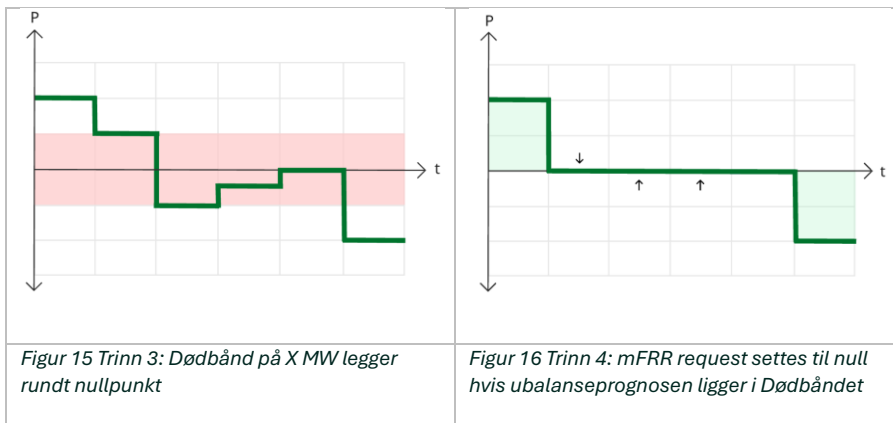 P
t
P
t
Figur 15 Trinn 3: Dødbånd på X MW legger
rundt nullpunkt
Figur 16 Trinn 4: mFRR request settes til null
hvis ubalanseprognosen ligger i Dødbåndet